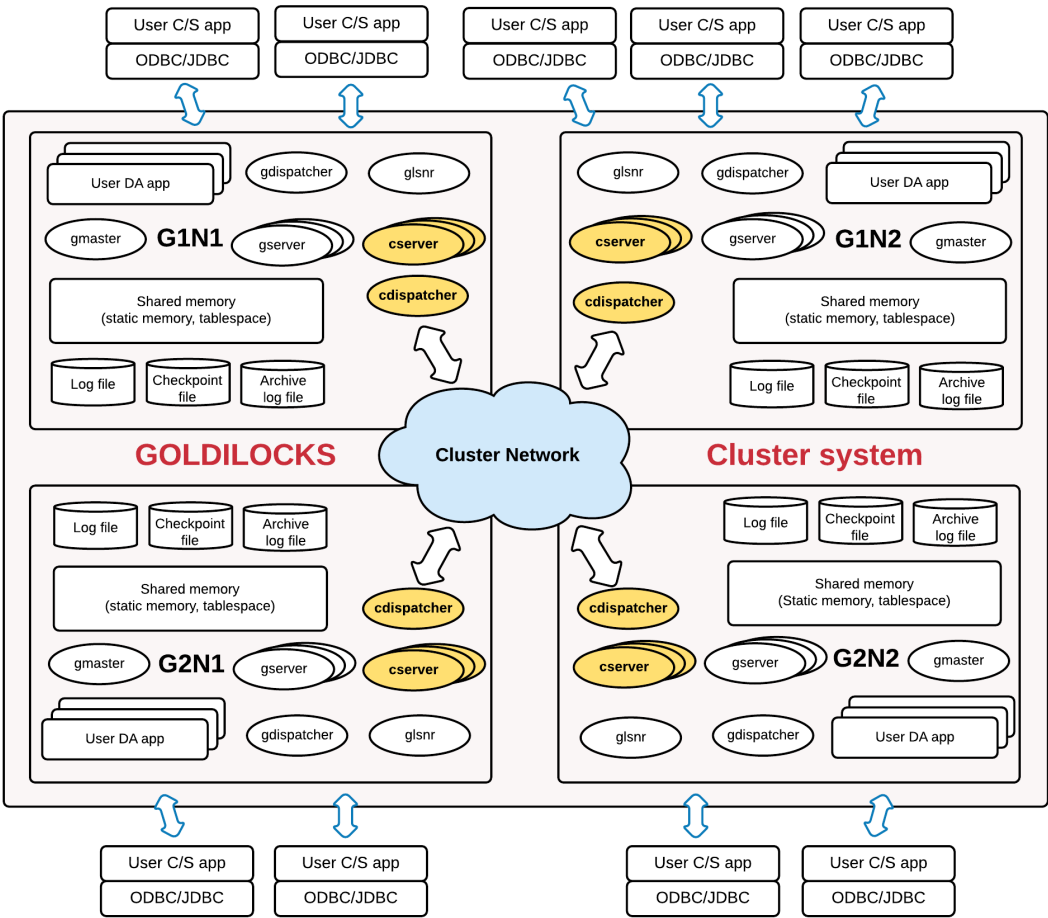 User C/S app
ODBC/JDBC
User C/S app
ODBC/JDBC
User C/S app
ODBC/JDBC
User C/S app
ODBC/JDBC
User C/S app
ODBC/JDBC
User DA app
gdispatcher
glsnr
gmaster
G1N1
gserver
cserver
cdispatcher
Shared memory
(static memory, tablespace)
Log file
Checkpoint
file
Archive
log file
glsnr
gdispatcher
User DA app
cserver
gserver
G1N2
gmaster
cdispatcher
Shared memory
(static memory, tablespace)
Log file
Checkpoint
file
Archive
log file
GOLDILOCKS
Cluster Network
Cluster system
Log file
Checkpoint
file
Archive
log file
Shared memory
(static memory, tablespace)
cdispatcher
gmaster
G2N1
gserver
cserver
User DA app
gdispatcher
glsnr
Log file
Checkpoint
file
Archive
log file
cdispatcher
Shared memory
(Static memory, tablespace)
cserver
gserver
G2N2
gmaster
glsnr
gdispatcher
User DA app
User C/S app
ODBC/JDBC
User C/S app
ODBC/JDBC
User C/S app
ODBC/JDBC
User C/S app
ODBC/JDBC